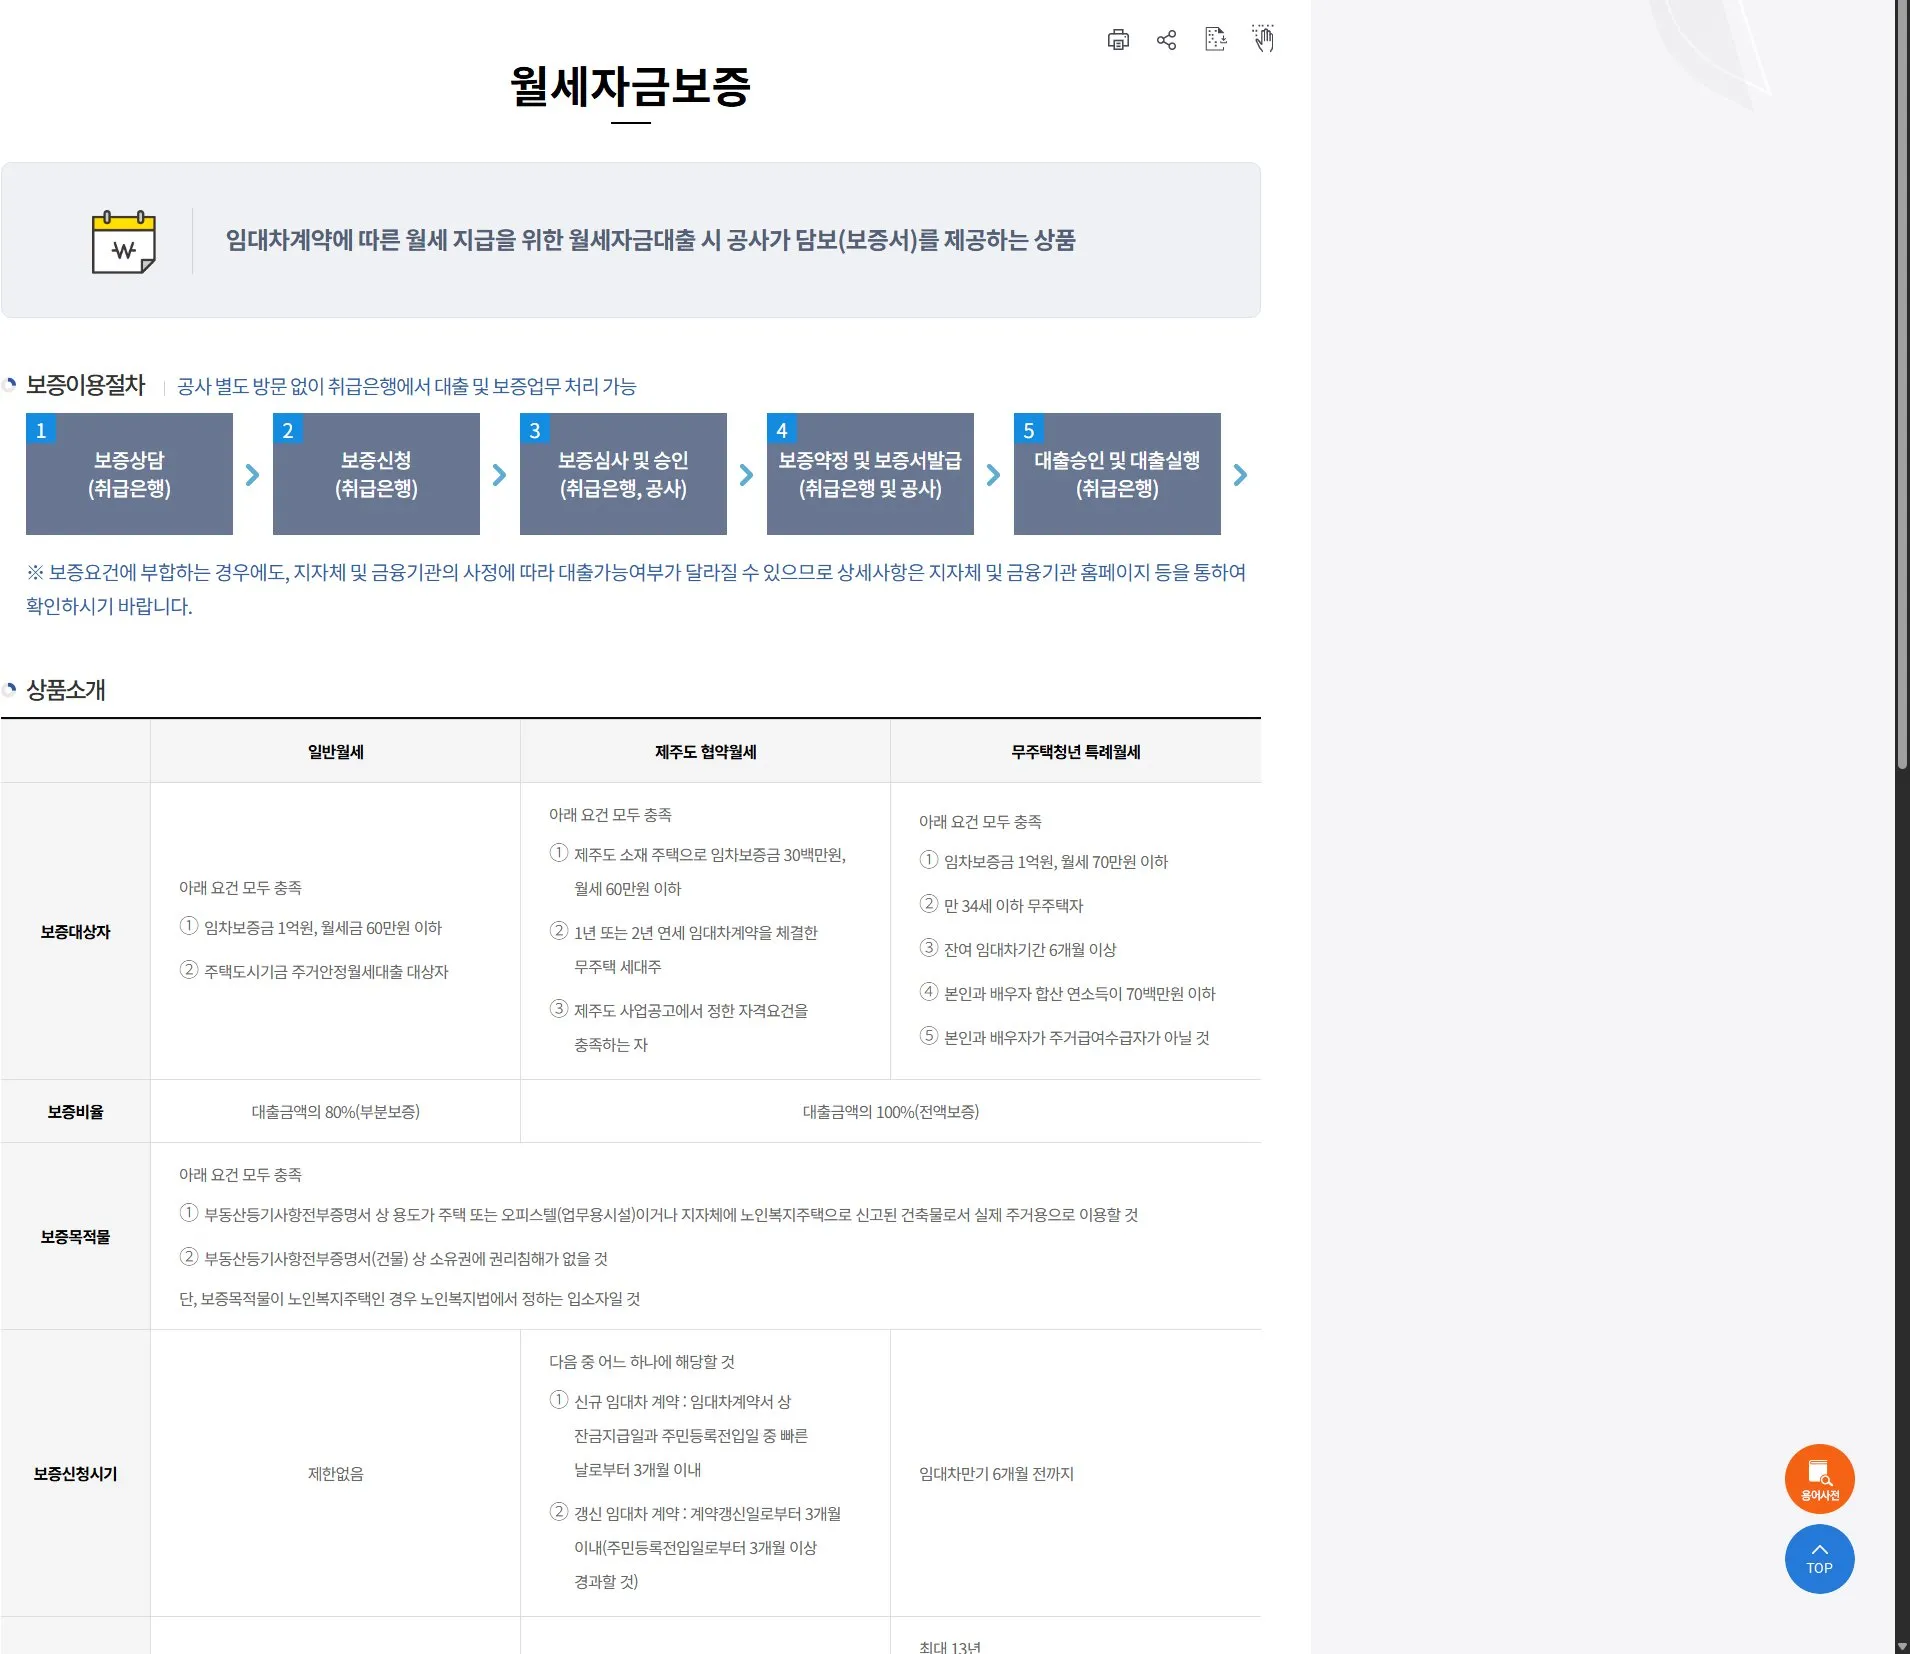 월세자금보증
₩
임대차계약에 따른 월세 지급을 위한 월세자금대출 시 공사가 담보(보증서)를 제공하는 상품
보증이용절차 | 공사 별도 방문 없이 취급은행에서 대출 및 보증업무 처리 가능
1
보증상담
(취급은행)
2
보증신청
(취급은행)
3
보증심사 및 승인
(취급은행, 공사)
4
보증약정 및 보증서발급
(취급은행 및 공사)
5
대출승인 및 대출실행
(취급은행)
※ 보증요건에 부합하는 경우에도, 지자체 및 금융기관의 사정에 따라 대출가능여부가 달라질 수 있으므로 상세사항은 지자체 및 금융기관 홈페이지 등을 통하여
확인하시기 바랍니다.
상품소개
일반월세
제주도 협약월세
무주택청년 특례월세
보증대상자
아래 요건 모두 충족
① 임차보증금 1억원, 월세금 60만원 이하
② 주택도시기금 주거안정월세대출 대상자
아래 요건 모두 충족
① 제주도 소재 주택으로 임차보증금 30백만원,
월세 60만원 이하
② 1년 또는 2년 연세 임대차계약을 체결한
무주택 세대주
③ 제주도 사업공고에서 정한 자격요건을
충족하는 자
아래 요건 모두 충족
① 임차보증금 1억원, 월세 70만원 이하
② 만 34세 이하 무주택자
③ 잔여 임대차기간 6개월 이상
④ 본인과 배우자 합산 연소득이 70백만원 이하
⑤ 본인과 배우자가 주거급여수급자가 아닐 것
보증비율
대출금액의 80%(부분보증)
대출금액의 100%(전액보증)
보증목적물
아래 요건 모두 충족
① 부동산등기사항전부증명서 상 용도가 주택 또는 오피스텔(업무용시설)이거나 지자체에 노인복지주택으로 신고된 건축물로서 실제 주거용으로 이용할 것
② 부동산등기사항전부증명서(건물) 상 소유권에 권리침해가 없을 것
단, 보증목적물이 노인복지주택인 경우 노인복지법에서 정하는 입소자일 것
보증신청시기
제한없음
다음 중 어느 하나에 해당할 것
① 신규 임대차 계약 : 임대차계약서 상
잔금지급일과 주민등록전입일 중 빠른
날로부터 3개월 이내
② 갱신 임대차 계약 : 계약갱신일로부터 3개월
이내(주민등록전입일로부터 3개월 이상
경과할 것)
임대차만기 6개월 전까지
최대 13년
용어사전
TOP